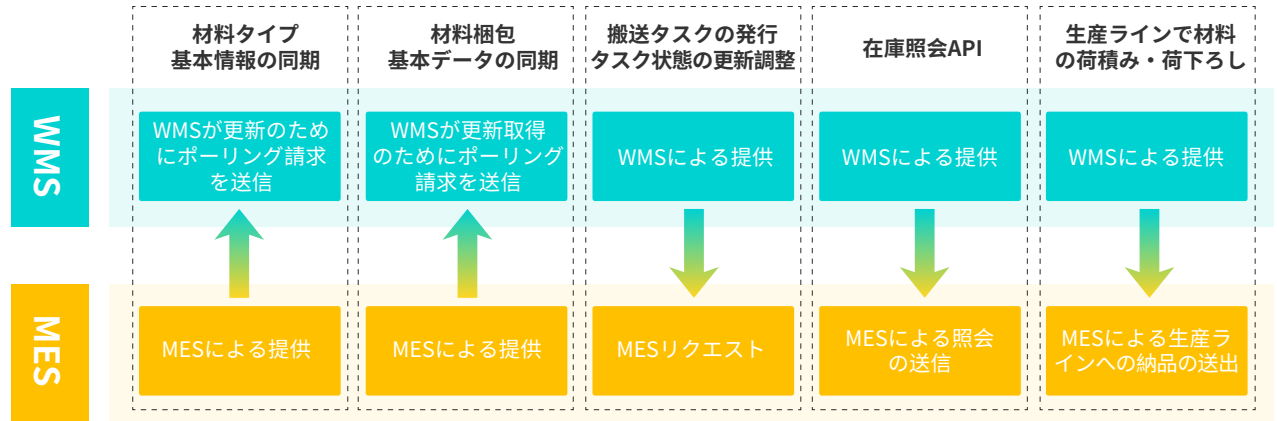 材料タイプ
基本情報の同期
材料梱包
基本データの同期
搬送タスクの発行
タスク状態の更新調整
在庫照会API
生産ラインで材料
の荷積み・荷下ろし
WMS
WMSが更新のため
にポーリング請求
を送信
WMSが更新取得
のためにポーリング
請求を送信
WMSによる提供
WMSによる提供
WMSによる提供
MES
MESによる提供
MESによる提供
MESリクエスト
MESによる照会
の送信
MESによる生産ラ
インへの納品の送出